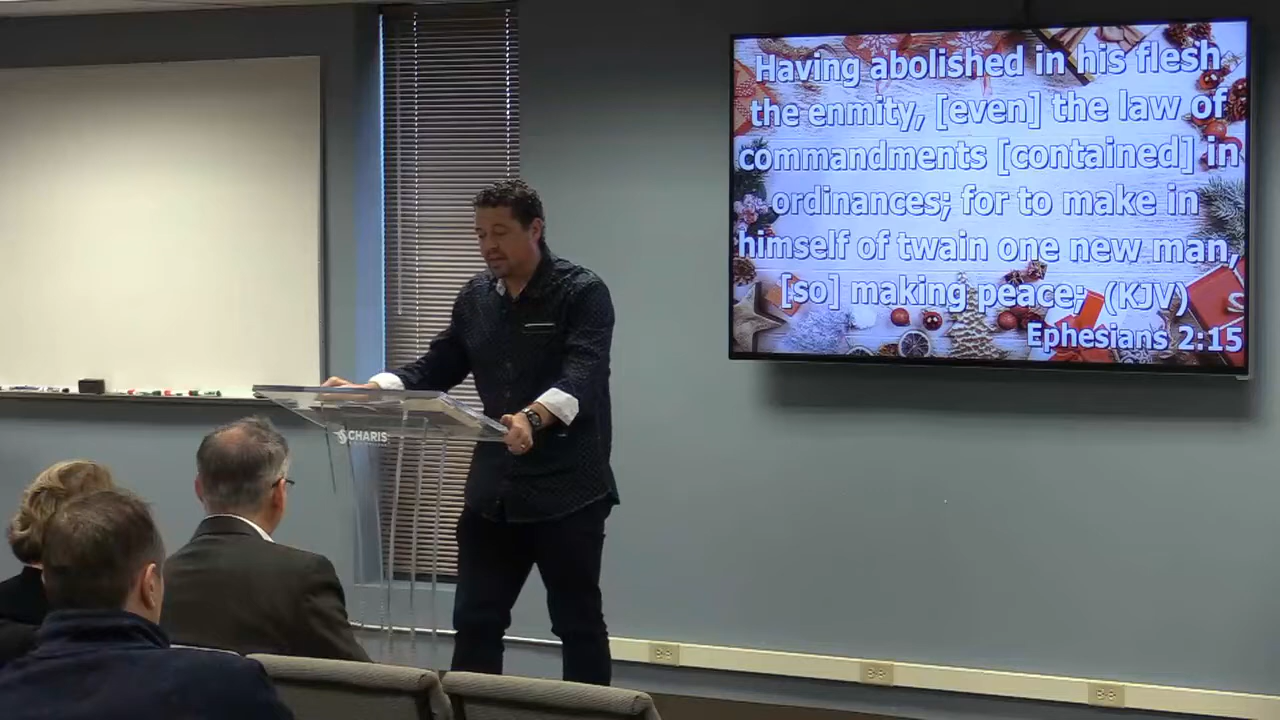 Having abolished in his flesh
the enmity, [even] the law of
commandments [contained] in
ordinances; for to make in
himself of twain one new man,
[so] making peace; (KJV)
Ephesians 2:15
CHARIS